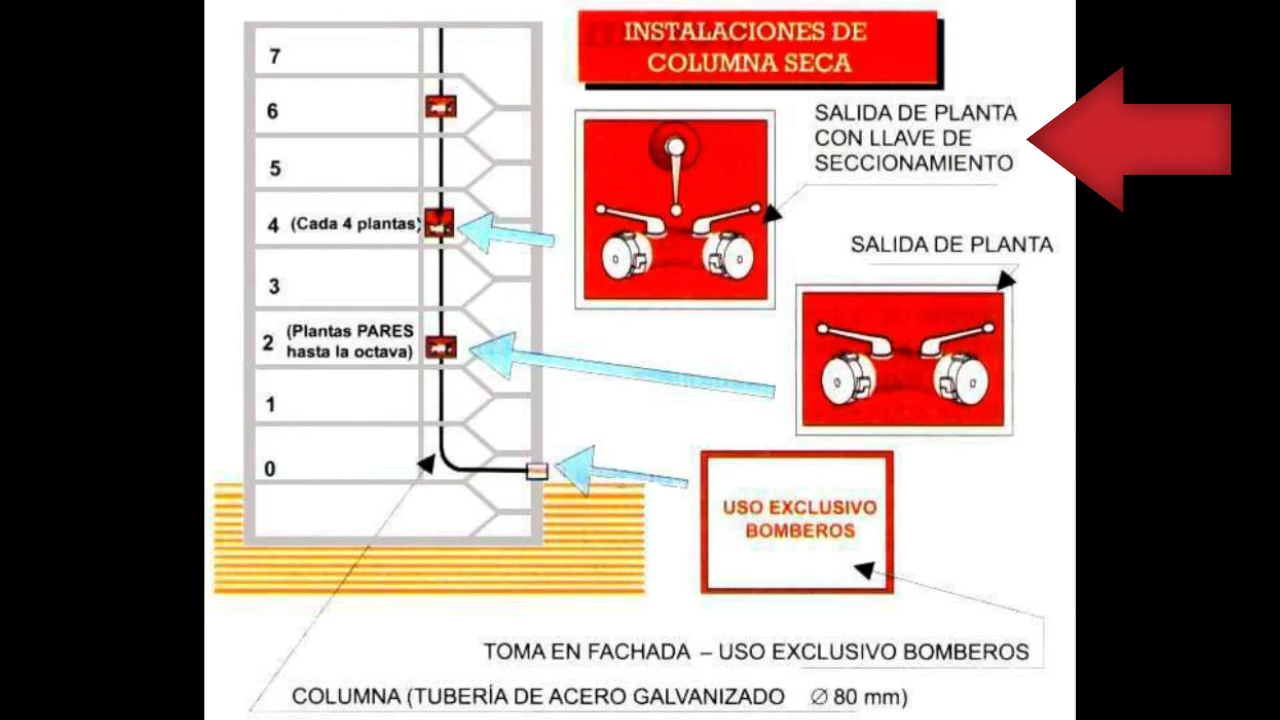 INSTALACIONES DE
COLUMNA SECA
7
6
5
4 (Cada 4 plantas)
3
2 (Plantas PARES
hasta la octava)
1
0
SALIDA DE PLANTA
CON LLAVE DE
SECCIONAMIENTO
SALIDA DE PLANTA
USO EXCLUSIVO
BOMBEROS
TOMA EN FACHADA – USO EXCLUSIVO BOMBEROS
COLUMNA (TUBERÍA DE ACERO GALVANIZADO Ø 80 mm)